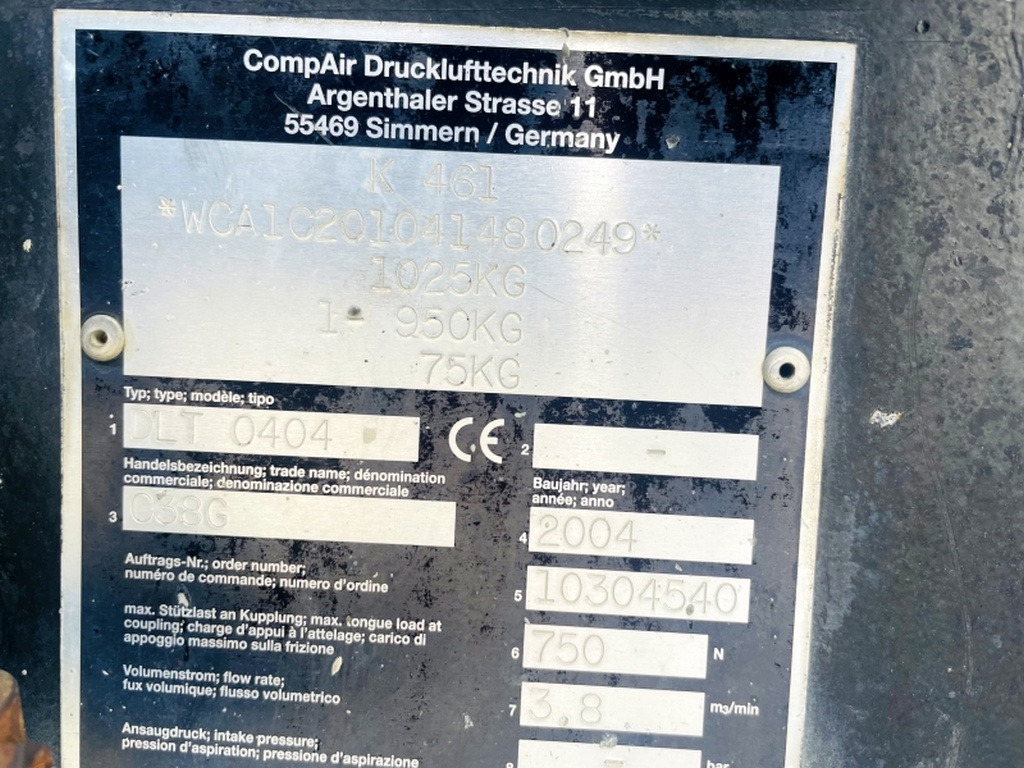 CompAir Drucklufttechnik GmbH
Argenthaler Strasse 11
55469 Simmern / Germany
K 461
*WCA1C201041480249*
1025KG
1- 950KG
75KG
Typ; type; modèle; tipo
1 DLT 0404 CE 2 -
Handelsbezeichnung; trade name; dénomination
commerciale; denominazione commerciale
Baujahr; year;
année; anno
3 C38G 4 2004
Auftrags-Nr.; order number;
numéro de commande; numero d'ordine
5 10304540
max. Stützlast an Kupplung; max. tongue load at
coupling; charge d'appui à l'attelage; carico di
appoggio massimo sulla frizione
6 750 N
Volumenstrom; flow rate;
fux volumique; flusso volumetrico
7 3.8 m3/min
Ansaugdruck; intake pressure;
pression d'aspiration; pressione d'aspirazione
8 - bar